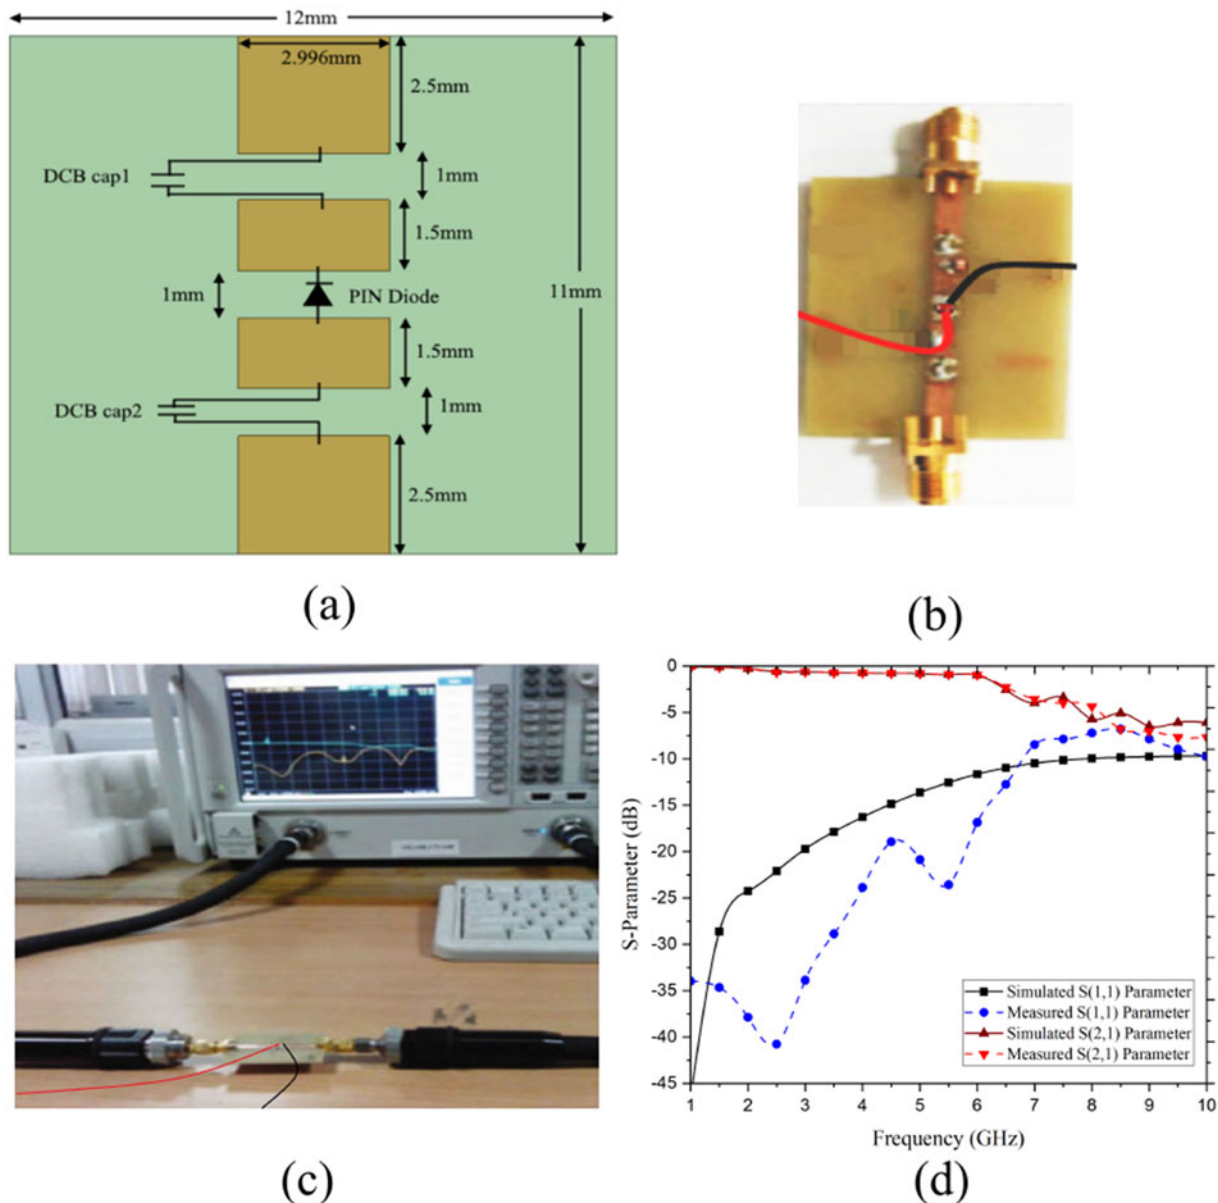 12mm
2.996mm
2.5mm
DCB cap1
1mm
1.5mm
1mm
PIN Diode
11mm
1.5mm
DCB cap2
1mm
2.5mm
(a)
(b)
(c)
0
-5
-10
-15
-20
-25
-30
-35
-40
-45
S-Parameter (dB)
Simulated S(1,1) Parameter
Measured S(1,1) Parameter
Simulated S(2,1) Parameter
Measured S(2,1) Parameter
1 2 3 4 5 6 7 8 9 10
Frequency (GHz)
(d)